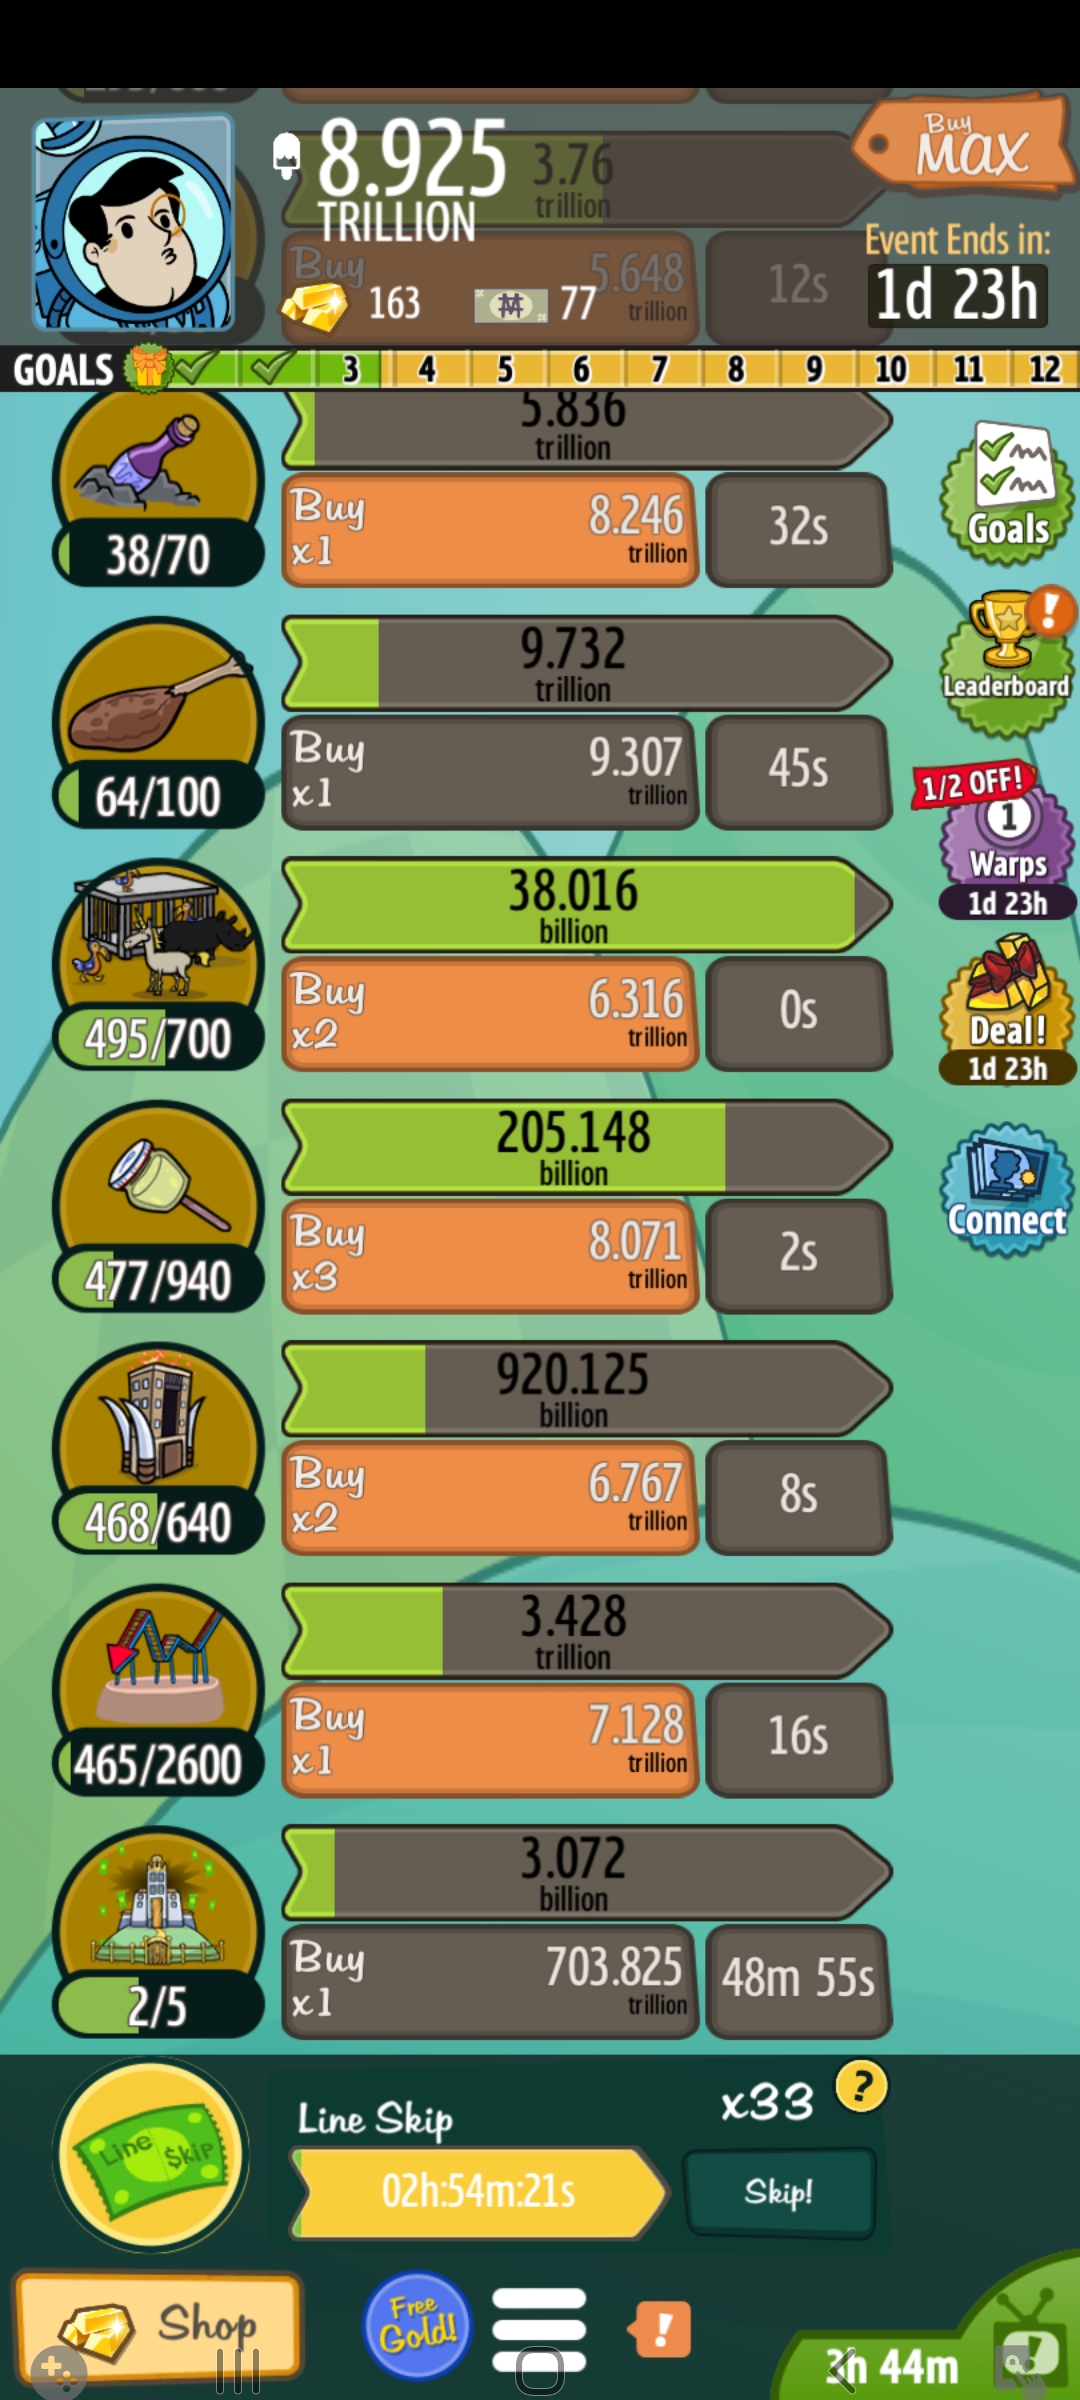 8.925
TRILLION
163
77
Buy
MAX
Event Ends in:
1d 23h
3.76
trillion
Buy
5.648
trillion
12s
GOALS
3 4 5 6 7 8 9 10 11 12
5.836
trillion
38/70
Buy
x1
8.246
trillion
32s
Goals
64/100
9.732
trillion
Buy
x1
9.307
trillion
45s
!
Leaderboard
1/2 OFF!
1
Warps
1d 23h
495/700
38.016
billion
Buy
x2
6.316
trillion
0s
Deal!
1d 23h
477/940
205.148
billion
Buy
x3
8.071
trillion
2s
Connect
468/640
920.125
billion
Buy
x2
6.767
trillion
8s
465/2600
3.428
trillion
Buy
x1
7.128
trillion
16s
2/5
3.072
billion
Buy
x1
703.825
trillion
48m 55s
Line $kip
Line Skip
x33
?
02h:54m:21s
Skip!
Shop
Free
Gold!
!
3h 44m
!